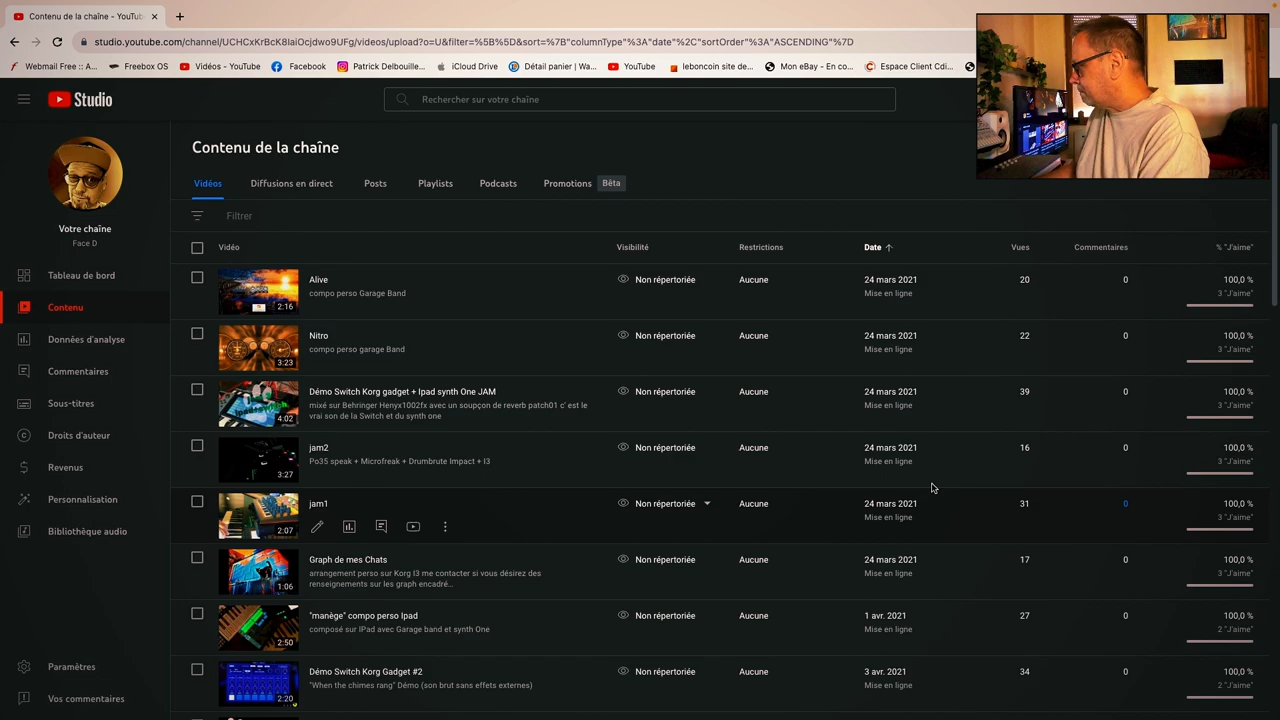 Contenu de la chaîne - YouTu
studio.youtube.com/channel/UCHCxKrBcK8IaiOcjdwo9UFg/videos/upload?o=U&filter=%5B%5D&sort=%7B"columnType"%3A"date"%2C"sortOrder"%3A"ASCENDING"%7D
Webmail Free :: A... Freebox OS Vidéos - YouTube Facebook Patrick Delbouille... iCloud Drive Détail panier | Wa... YouTube leboncoin site de... Mon eBay - En co... Espace Client Cdi...
Studio
Rechercher sur votre chaîne
Votre chaîne
Face D
Tableau de bord
Contenu
Données d'analyse
Commentaires
Sous-titres
Droits d'auteur
Revenus
Personnalisation
Bibliothèque audio
Paramètres
Vos commentaires
Contenu de la chaîne
Vidéos Diffusions en direct Posts Playlists Podcasts Promotions Bêta
Filtrer
Vidéo Visibilité Restrictions Date Vues Commentaires % "J'aime"
Alive Non répertoriée Aucune 24 mars 2021 20 0 100,0 %
compo perso Garage Band Mise en ligne 3 "J'aime"
2:16
Nitro Non répertoriée Aucune 24 mars 2021 22 0 100,0 %
compo perso garage Band Mise en ligne 3 "J'aime"
3:23
Démo Switch Korg gadget + Ipad synth One JAM Non répertoriée Aucune 24 mars 2021 39 0 100,0 %
mixé sur Behringer Henyx1002fx avec un soupçon de reverb patch01 c' est le Mise en ligne 3 "J'aime"
vrai son de la Switch et du synth one
4:02
jam2 Non répertoriée Aucune 24 mars 2021 16 0 100,0 %
Po35 speak + Microfreak + Drumbrute Impact + I3 Mise en ligne 3 "J'aime"
3:27
jam1 Non répertoriée Aucune 24 mars 2021 31 0 100,0 %
Mise en ligne 3 "J'aime"
2:07
Graph de mes Chats Non répertoriée Aucune 24 mars 2021 17 0 100,0 %
arrangement perso sur Korg I3 me contacter si vous désirez des Mise en ligne 3 "J'aime"
renseignements sur les graph encadré...
1:06
"manège" compo perso Ipad Non répertoriée Aucune 1 avr. 2021 27 0 100,0 %
composé sur IPad avec Garage band et synth One Mise en ligne 2 "J'aime"
2:50
Démo Switch Korg Gadget #2 Non répertoriée Aucune 3 avr. 2021 34 0 100,0 %
"When the chimes rang" Démo (son brut sans effets externes) Mise en ligne 2 "J'aime"
2:20